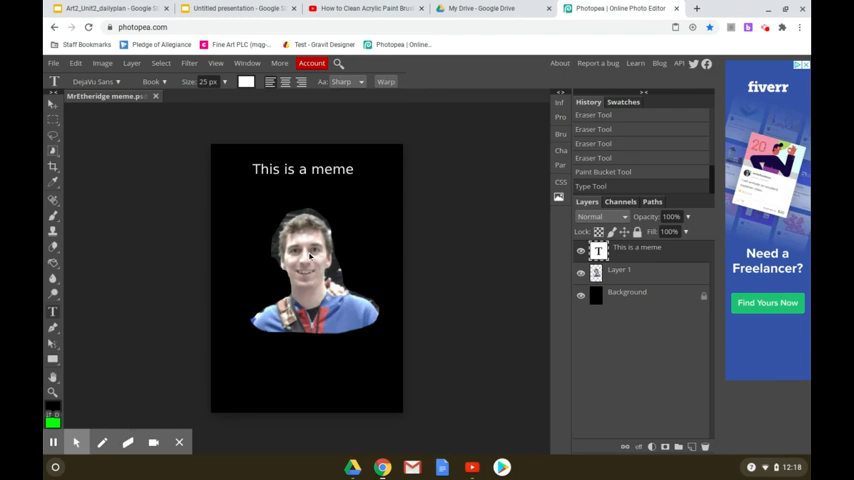 Art2_Unit2_dailyplan - Google Sl
Untitled presentation - Google S
How to Clean Acrylic Paint Brus
My Drive - Google Drive
Photopea | Online Photo Editor
photopea.com
Staff Bookmarks
Pledge of Allegiance
Fine Art PLC (mqg-...
Test - Gravit Designer
Photopea | Online...
File Edit Image Layer Select Filter View Window More Account
About Report a bug Learn Blog API
DejaVu Sans Book Size: 25 px Aa: Sharp Warp
MrEtheridge meme.psd
This is a meme
Inf
Pro
Bru
Cha
Par
CSS
History Swatches
Eraser Tool
Eraser Tool
Eraser Tool
Eraser Tool
Paint Bucket Tool
Type Tool
Layers Channels Paths
Normal Opacity: 100%
Lock: Fill: 100%
T This is a meme
Layer 1
Background
fiverr
Need a
Freelancer?
Find Yours Now
12:18